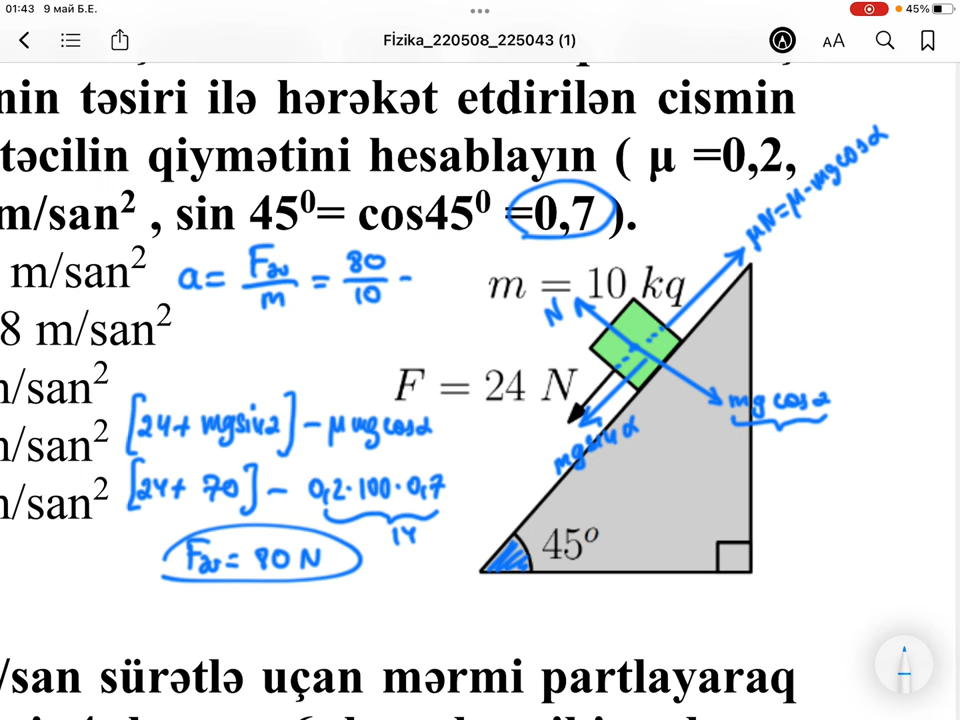 01:43 9 май Б.Е.
45%
Fİzika_220508_225043 (1)
AA
nin təsiri ilə hərəkət etdirilən cismin
təcilin qiymətini hesablayın ( μ =0,2,
m/san² , sin 45⁰= cos45⁰ =0,7 ).
m/san²
8 m/san²
m/san²
m/san²
m/san²
a = Fəv/m = 80/10 -
m = 10 kq
F = 24 N
45°
N
μN=μ·mgcosα
mg cosα
mgsinα
[24+ mgsinα] - μmgcosα
[24+ 70] - 0,2·100·0,7
14
Fəv = 80 N
/san sürətlə uçan mərmi partlayaraq